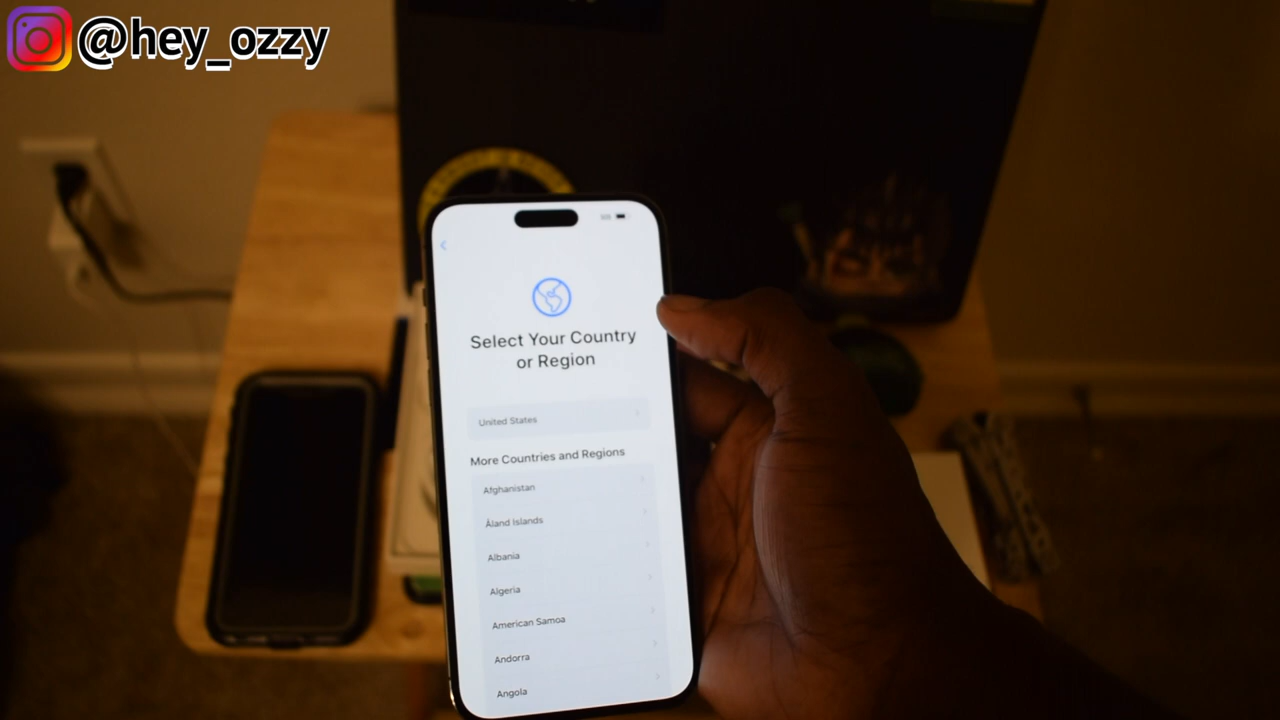 @hey_ozzy
Select Your Country
or Region
United States
More Countries and Regions
Afghanistan
Åland Islands
Albania
Algeria
American Samoa
Andorra
Angola